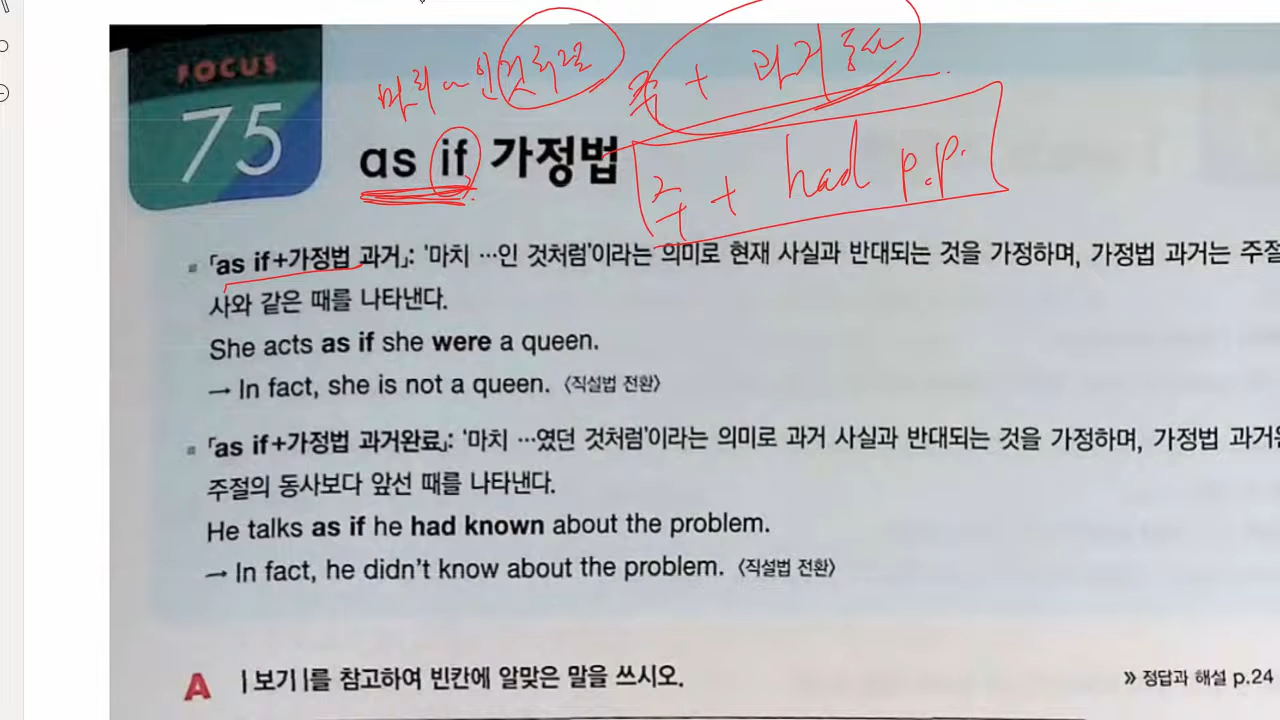 FOCUS
75
마치 ~ 인 것처럼
주 + 과거동사
as if 가정법
주 + had p.p.
「as if+가정법 과거」: ‘마치 …인 것처럼’이라는 의미로 현재 사실과 반대되는 것을 가정하며, 가정법 과거는 주절
사와 같은 때를 나타낸다.
She acts as if she were a queen.
→ In fact, she is not a queen. 〈직설법 전환〉
「as if+가정법 과거완료」: ‘마치 …였던 것처럼’이라는 의미로 과거 사실과 반대되는 것을 가정하며, 가정법 과거완
주절의 동사보다 앞선 때를 나타낸다.
He talks as if he had known about the problem.
→ In fact, he didn’t know about the problem. 〈직설법 전환〉
A |보기|를 참고하여 빈칸에 알맞은 말을 쓰시오.
» 정답과 해설 p.24